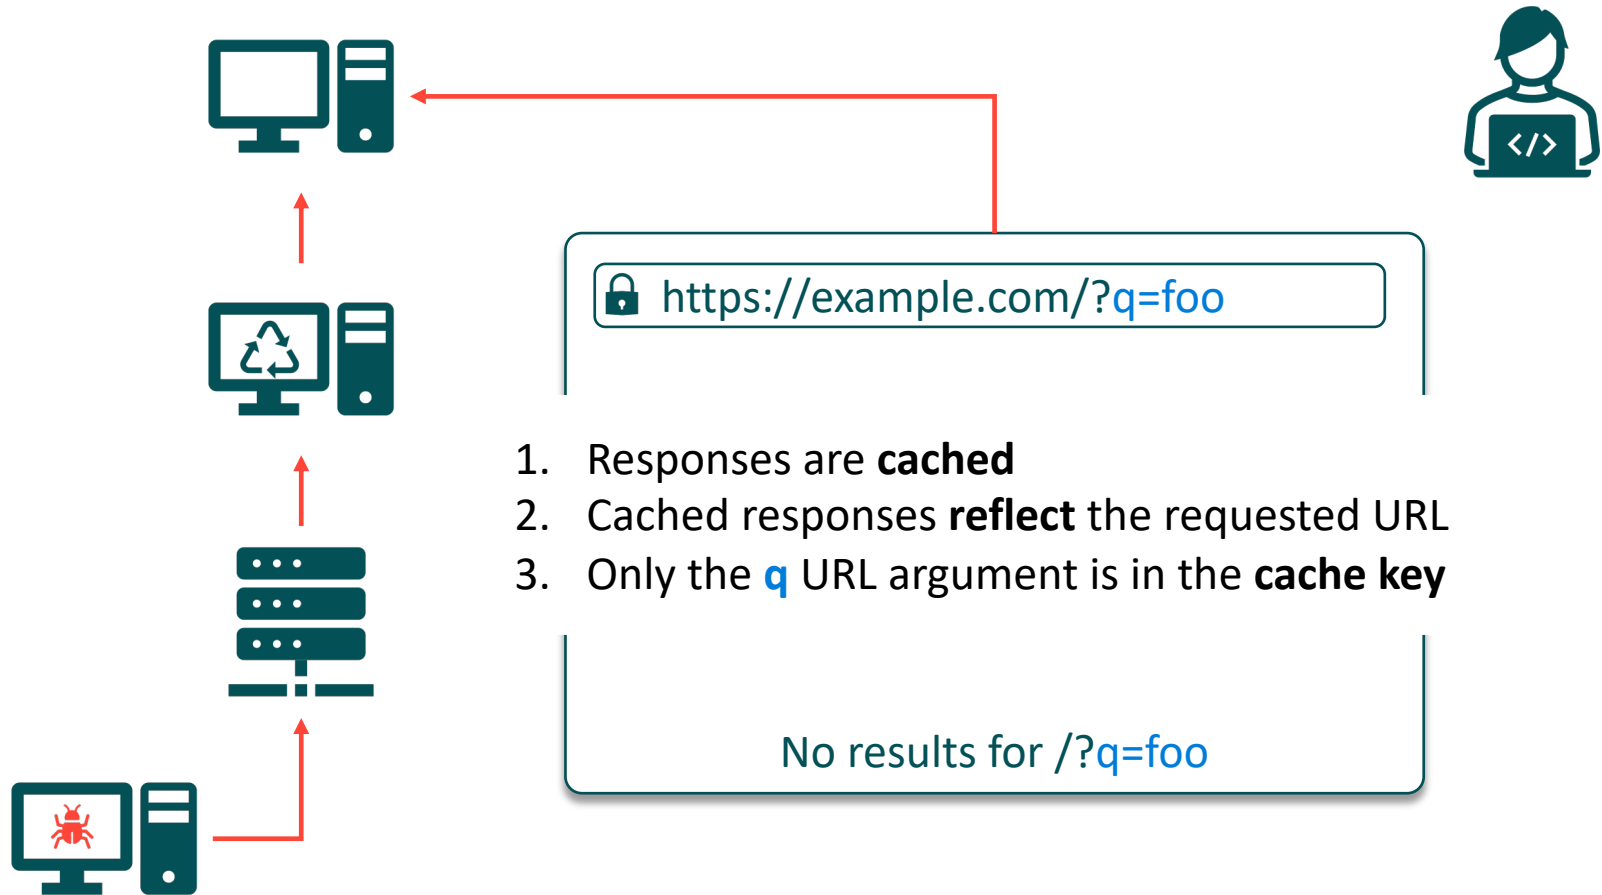 </>
https://example.com/?q=foo
1. Responses are cached
2. Cached responses reflect the requested URL
3. Only the q URL argument is in the cache key
No results for /?q=foo